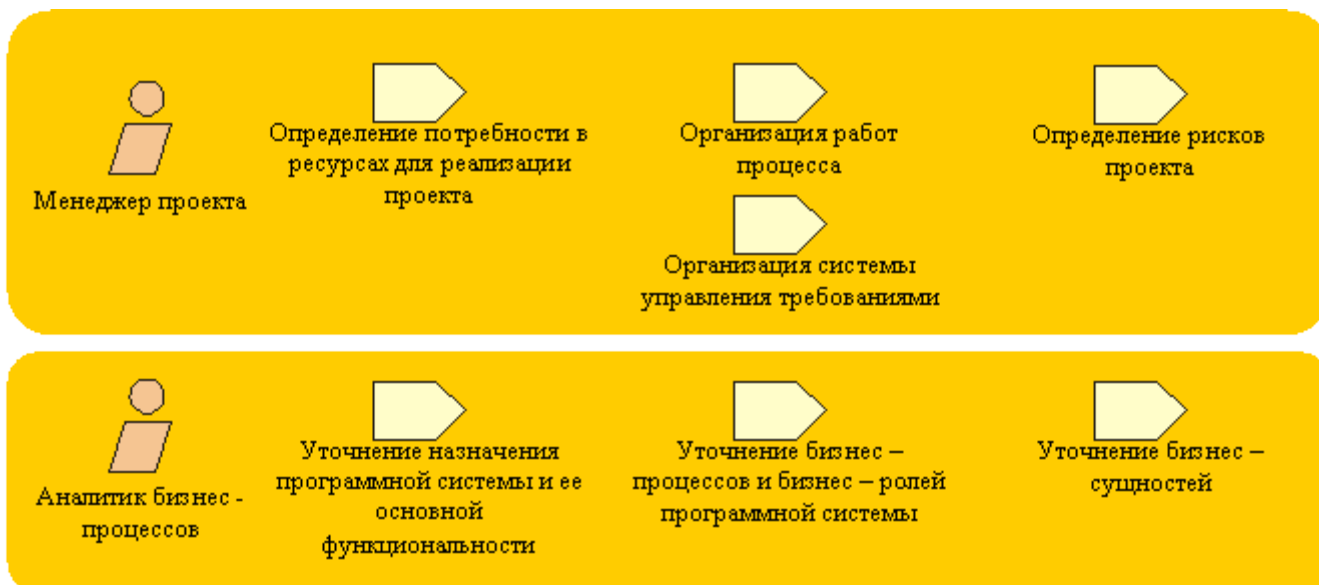 Менеджер проекта
Определение потребности в
ресурсах для реализации
проекта
Организация работ
процесса
Определение рисков
проекта
Организация системы
управления требованиями
Аналитик бизнес -
процессов
Уточнение назначения
программной системы и ее
основной
функциональности
Уточнение бизнес –
процессов и бизнес – ролей
программной системы
Уточнение бизнес –
сущностей